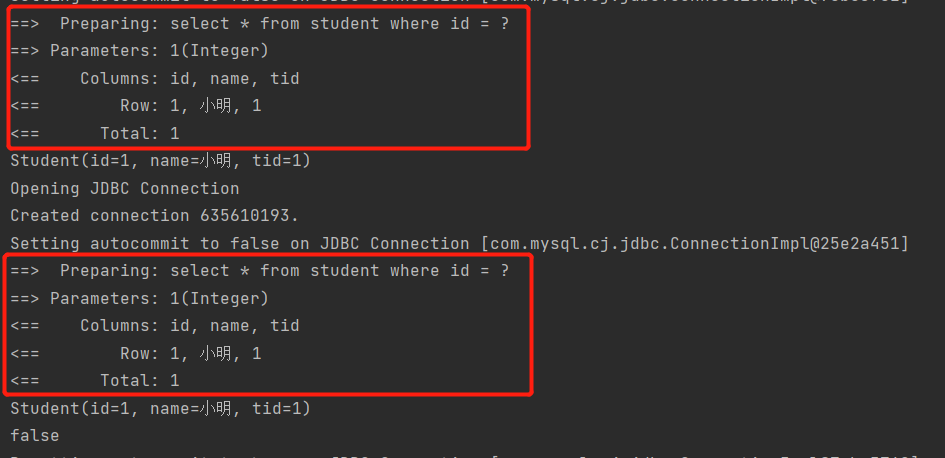 ==>  Preparing: select * from student where id = ?
==> Parameters: 1(Integer)
<==    Columns: id, name, tid
<==        Row: 1, 小明, 1
<==      Total: 1
Student(id=1, name=小明, tid=1)
Opening JDBC Connection
Created connection 635610193.
Setting autocommit to false on JDBC Connection [com.mysql.cj.jdbc.ConnectionImpl@25e2a451]
==>  Preparing: select * from student where id = ?
==> Parameters: 1(Integer)
<==    Columns: id, name, tid
<==        Row: 1, 小明, 1
<==      Total: 1
Student(id=1, name=小明, tid=1)
false